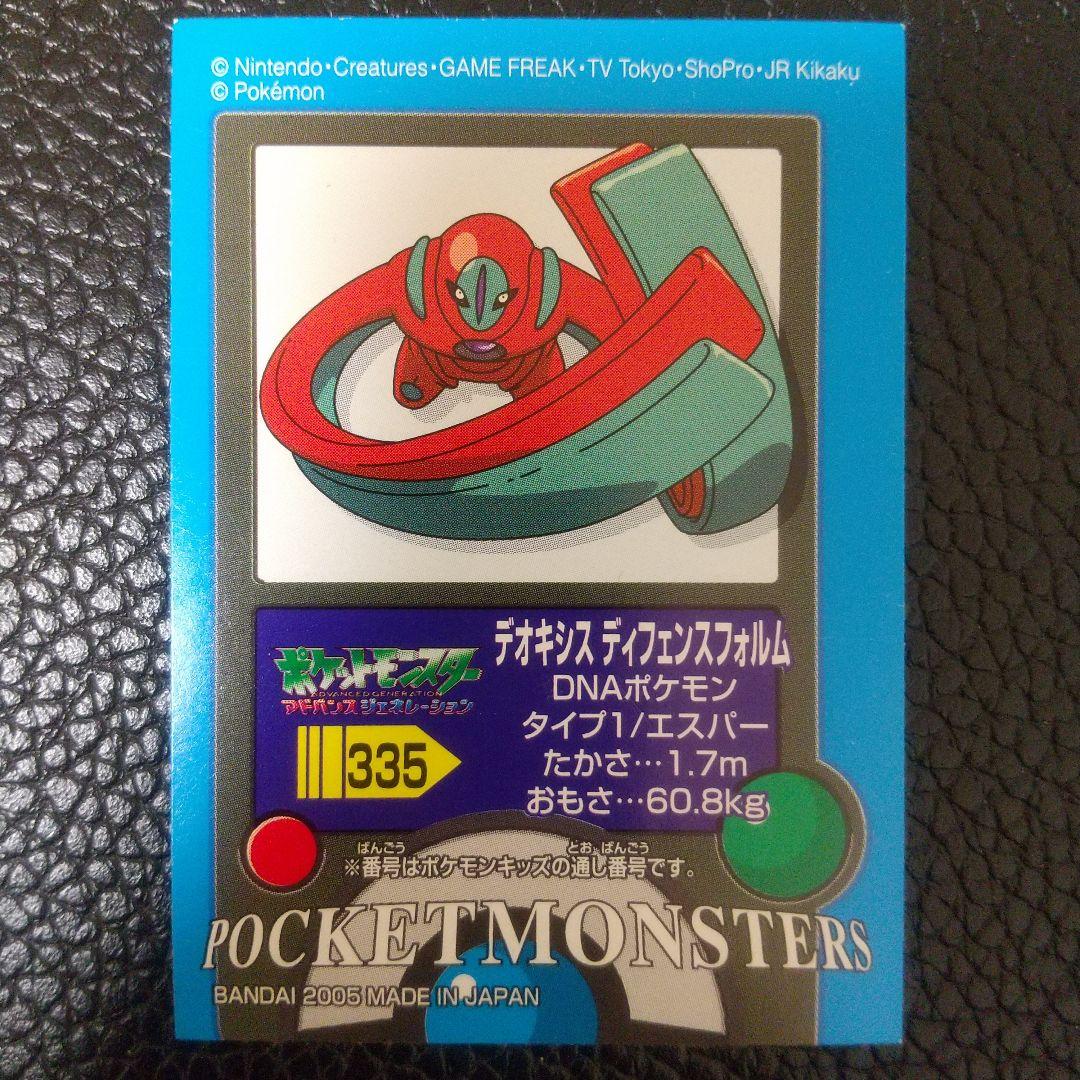 © Nintendo・Creatures・GAME FREAK・TV Tokyo・ShoPro・JR Kikaku
© Pokémon
ポケットモンスター
ADVANCED GENERATION
アドバンスジェネレーション
335
デオキシス ディフェンスフォルム
DNAポケモン
タイプ1/エスパー
たかさ…1.7m
おもさ…60.8kg
ばんごう とお ばんごう
※番号はポケモンキッズの通し番号です。
POCKETMONSTERS
BANDAI 2005 MADE IN JAPAN